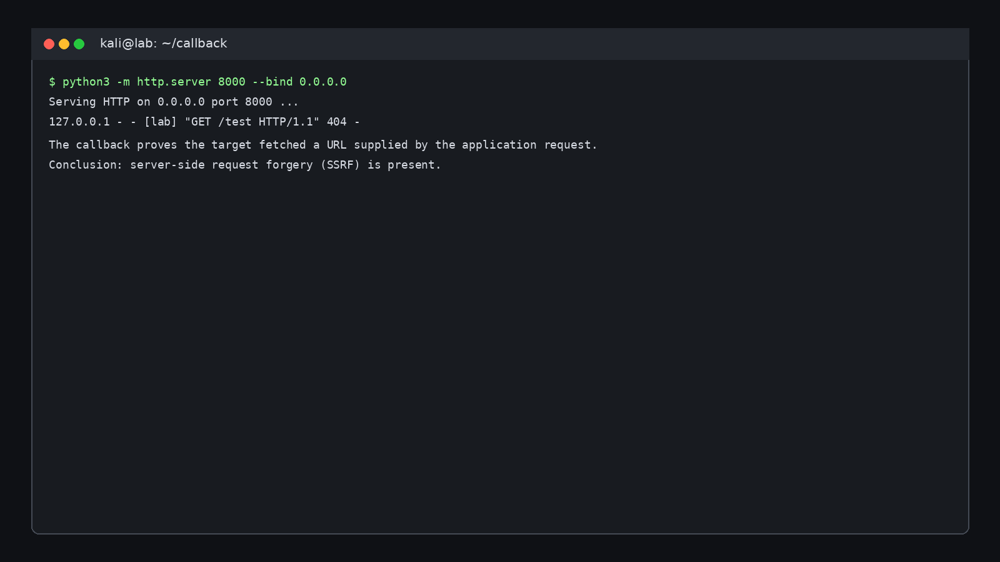 kali@lab: ~/callback
$ python3 -m http.server 8000 --bind 0.0.0.0
Serving HTTP on 0.0.0.0 port 8000 ...
127.0.0.1 - - [lab] "GET /test HTTP/1.1" 404 -
The callback proves the target fetched a URL supplied by the application request.
Conclusion: server-side request forgery (SSRF) is present.